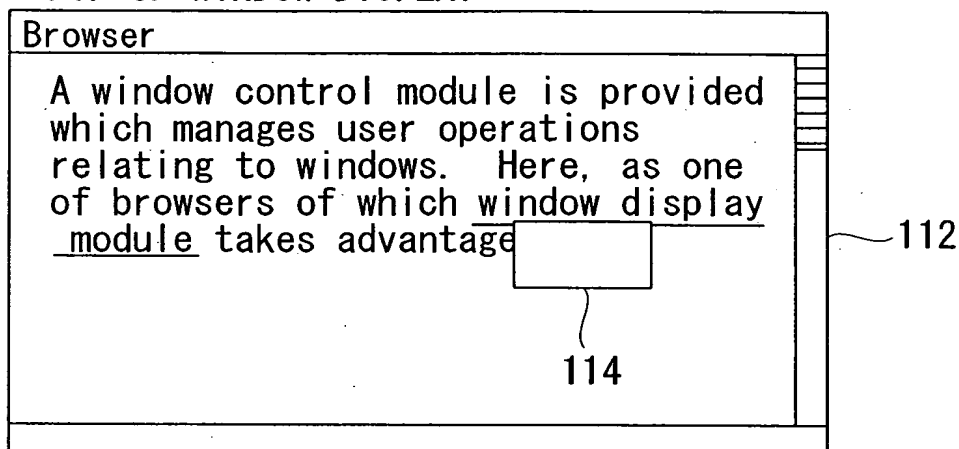 Browser
A window control module is provided
which manages user operations
relating to windows. Here, as one
of browsers of which window display
module takes advantage
112
114